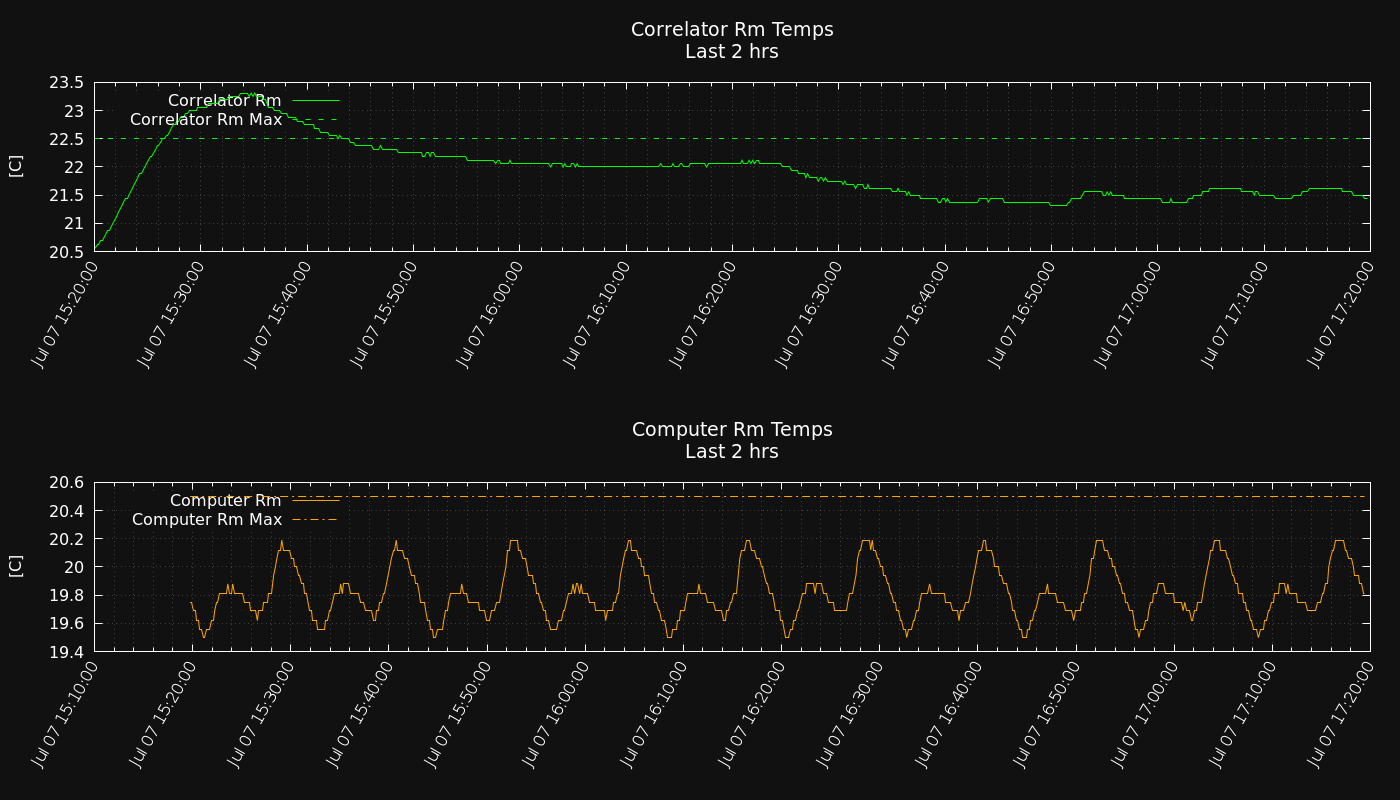 Correlator Rm Temps
Last 2 hrs
[C]
23.5
23
22.5
22
21.5
21
20.5
Correlator Rm
Correlator Rm Max
Jul 07 15:20:00
Jul 07 15:30:00
Jul 07 15:40:00
Jul 07 15:50:00
Jul 07 16:00:00
Jul 07 16:10:00
Jul 07 16:20:00
Jul 07 16:30:00
Jul 07 16:40:00
Jul 07 16:50:00
Jul 07 17:00:00
Jul 07 17:10:00
Jul 07 17:20:00
Computer Rm Temps
Last 2 hrs
[C]
20.6
20.4
20.2
20
19.8
19.6
19.4
Computer Rm
Computer Rm Max
Jul 07 15:10:00
Jul 07 15:20:00
Jul 07 15:30:00
Jul 07 15:40:00
Jul 07 15:50:00
Jul 07 16:00:00
Jul 07 16:10:00
Jul 07 16:20:00
Jul 07 16:30:00
Jul 07 16:40:00
Jul 07 16:50:00
Jul 07 17:00:00
Jul 07 17:10:00
Jul 07 17:20:00